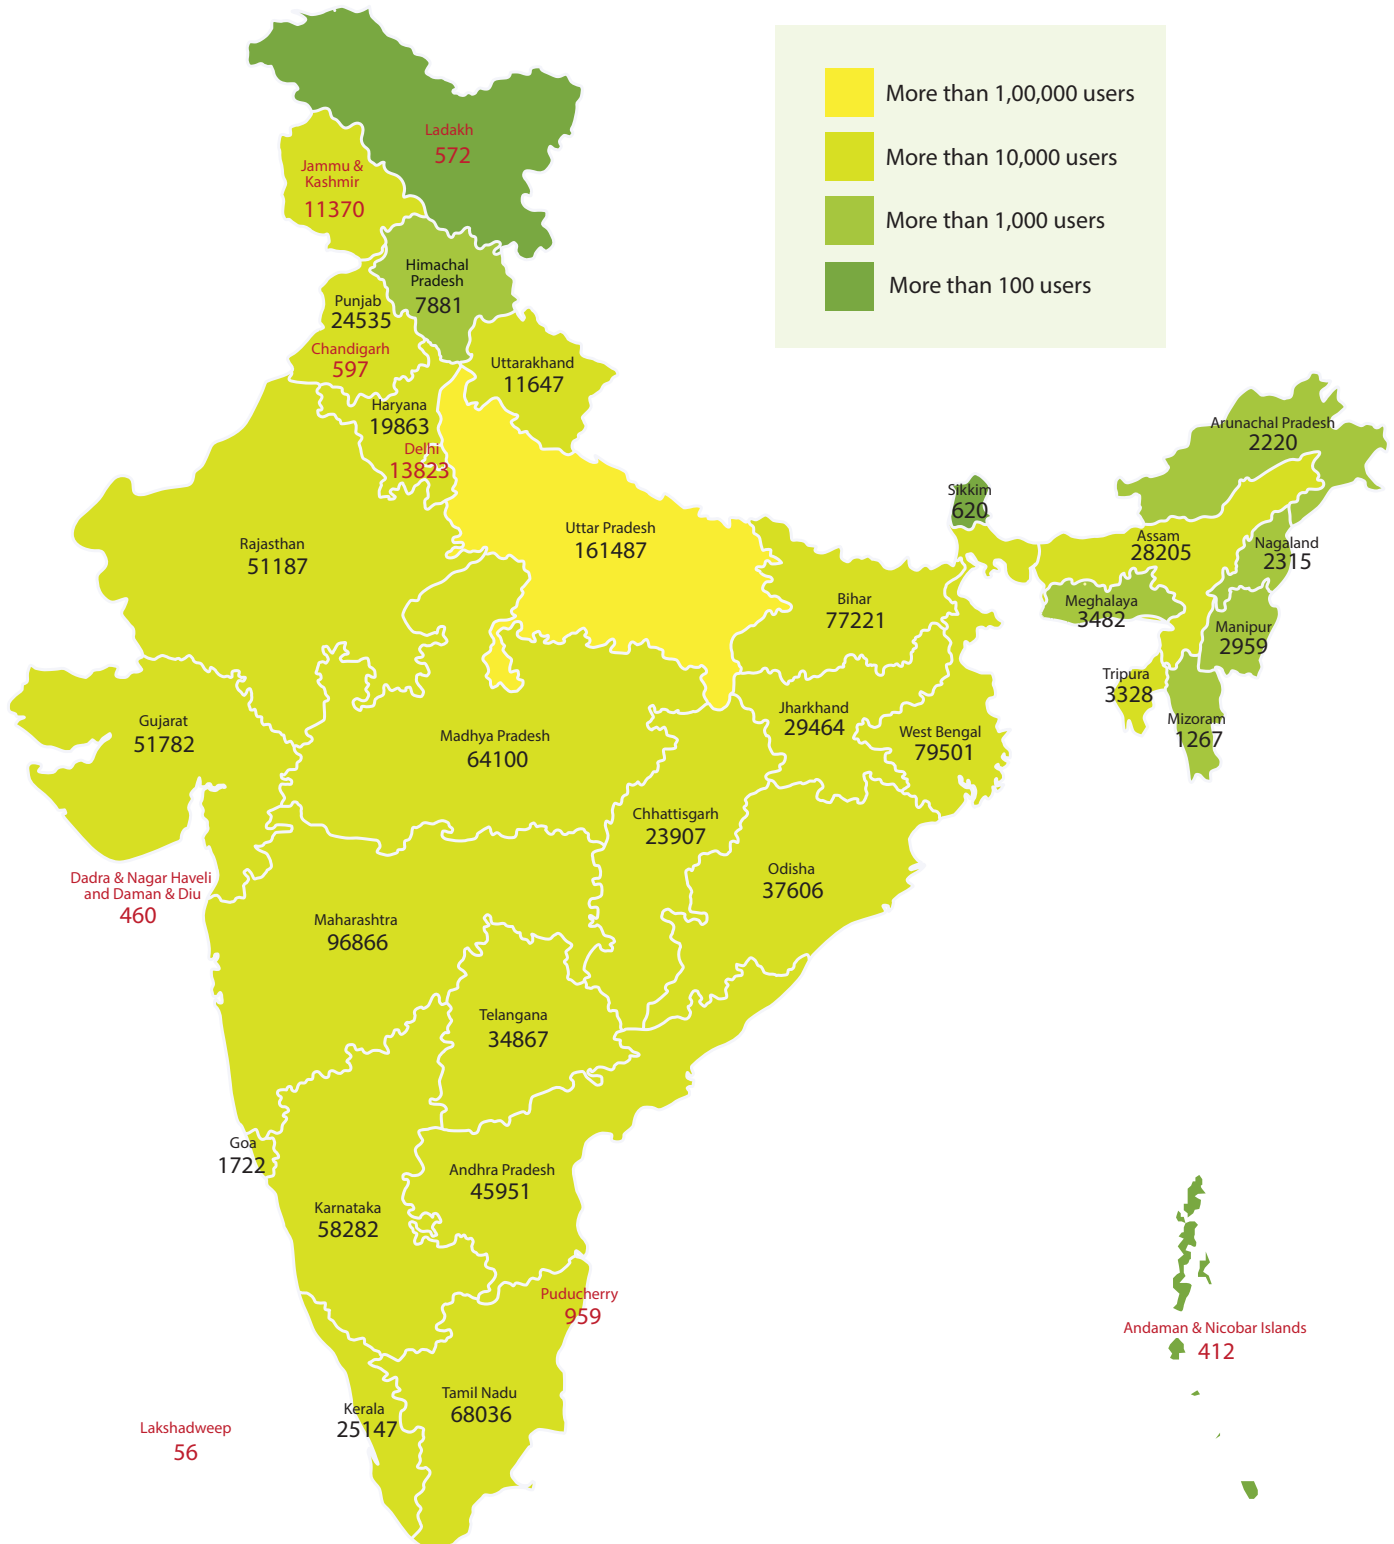 More than 1,00,000 users
More than 10,000 users
More than 1,000 users
More than 100 users
Ladakh
572
Jammu &
Kashmir
11370
Himachal
Pradesh
7881
Punjab
24535
Chandigarh
597
Uttarakhand
11647
Haryana
19863
Delhi
13823
Arunachal Pradesh
2220
Sikkim
620
Uttar Pradesh
161487
Rajasthan
51187
Assam
28205
Nagaland
2315
Bihar
77221
Meghalaya
3482
Manipur
2959
Tripura
3328
Mizoram
1267
Gujarat
51782
Madhya Pradesh
64100
Jharkhand
29464
West Bengal
79501
Chhattisgarh
23907
Odisha
37606
Dadra & Nagar Haveli
and Daman & Diu
460
Maharashtra
96866
Telangana
34867
Goa
1722
Andhra Pradesh
45951
Karnataka
58282
Puducherry
959
Andaman & Nicobar Islands
412
Tamil Nadu
68036
Kerala
25147
Lakshadweep
56